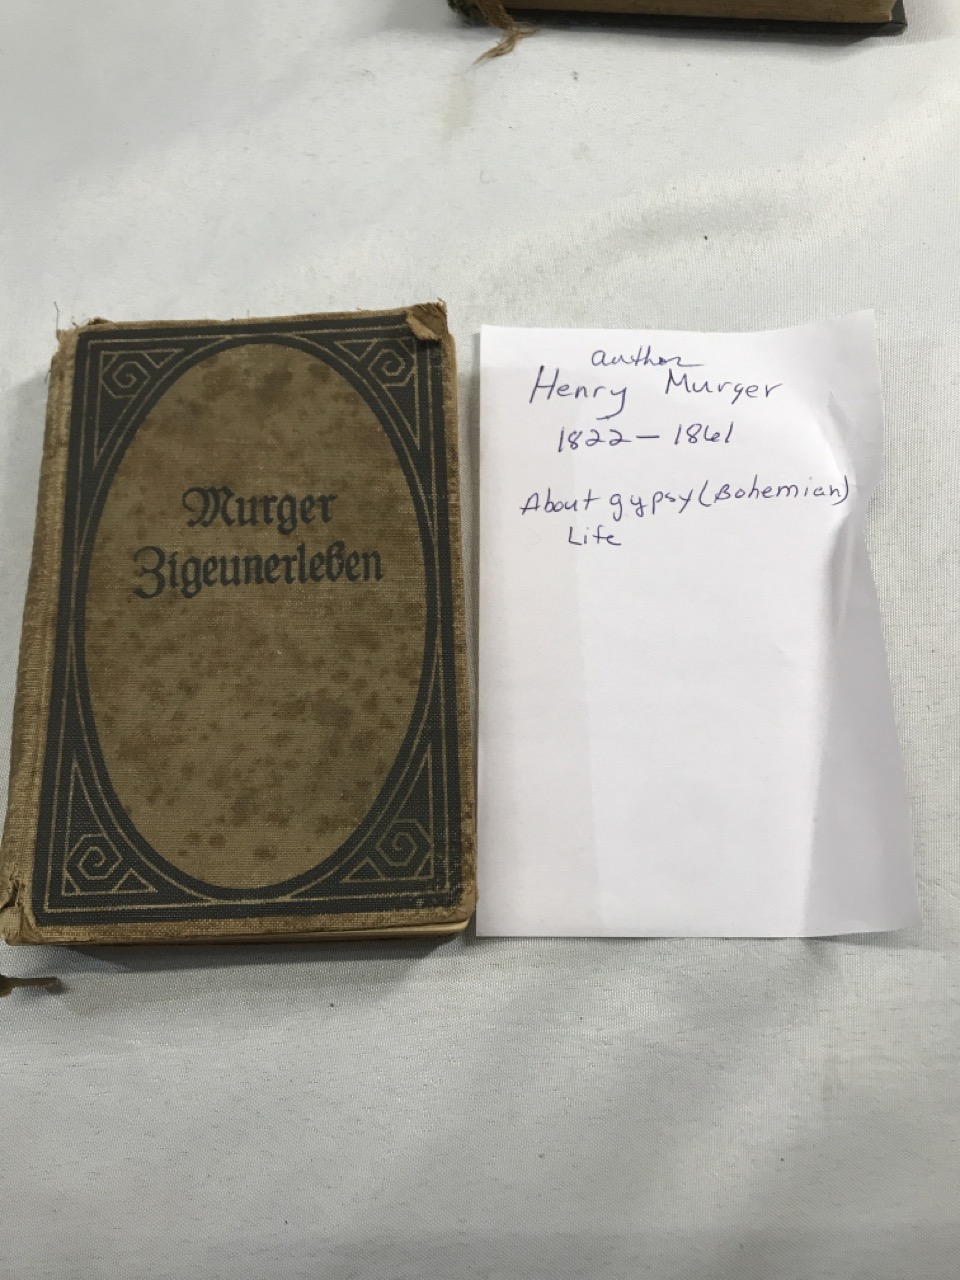 Murger
Zigeunerleben
author
Henry Murger
1822 – 1861
About gypsy (Bohemian)
Life